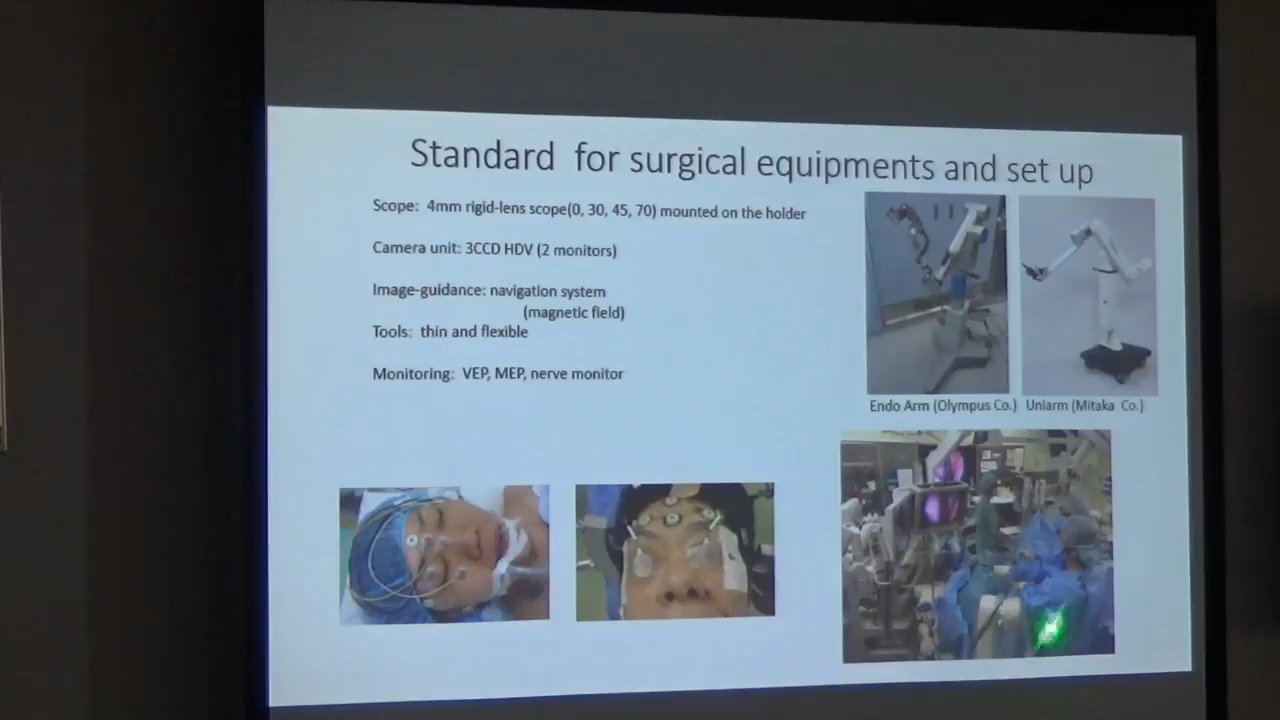 Standard for surgical equipments and set up
Scope: 4mm rigid-lens scope(0, 30, 45, 70) mounted on the holder
Camera unit: 3CCD HDV (2 monitors)
Image-guidance: navigation system
(magnetic field)
Tools: thin and flexible
Monitoring: VEP, MEP, nerve monitor
Endo Arm (Olympus Co.)
Uniarm (Mitaka Co.)